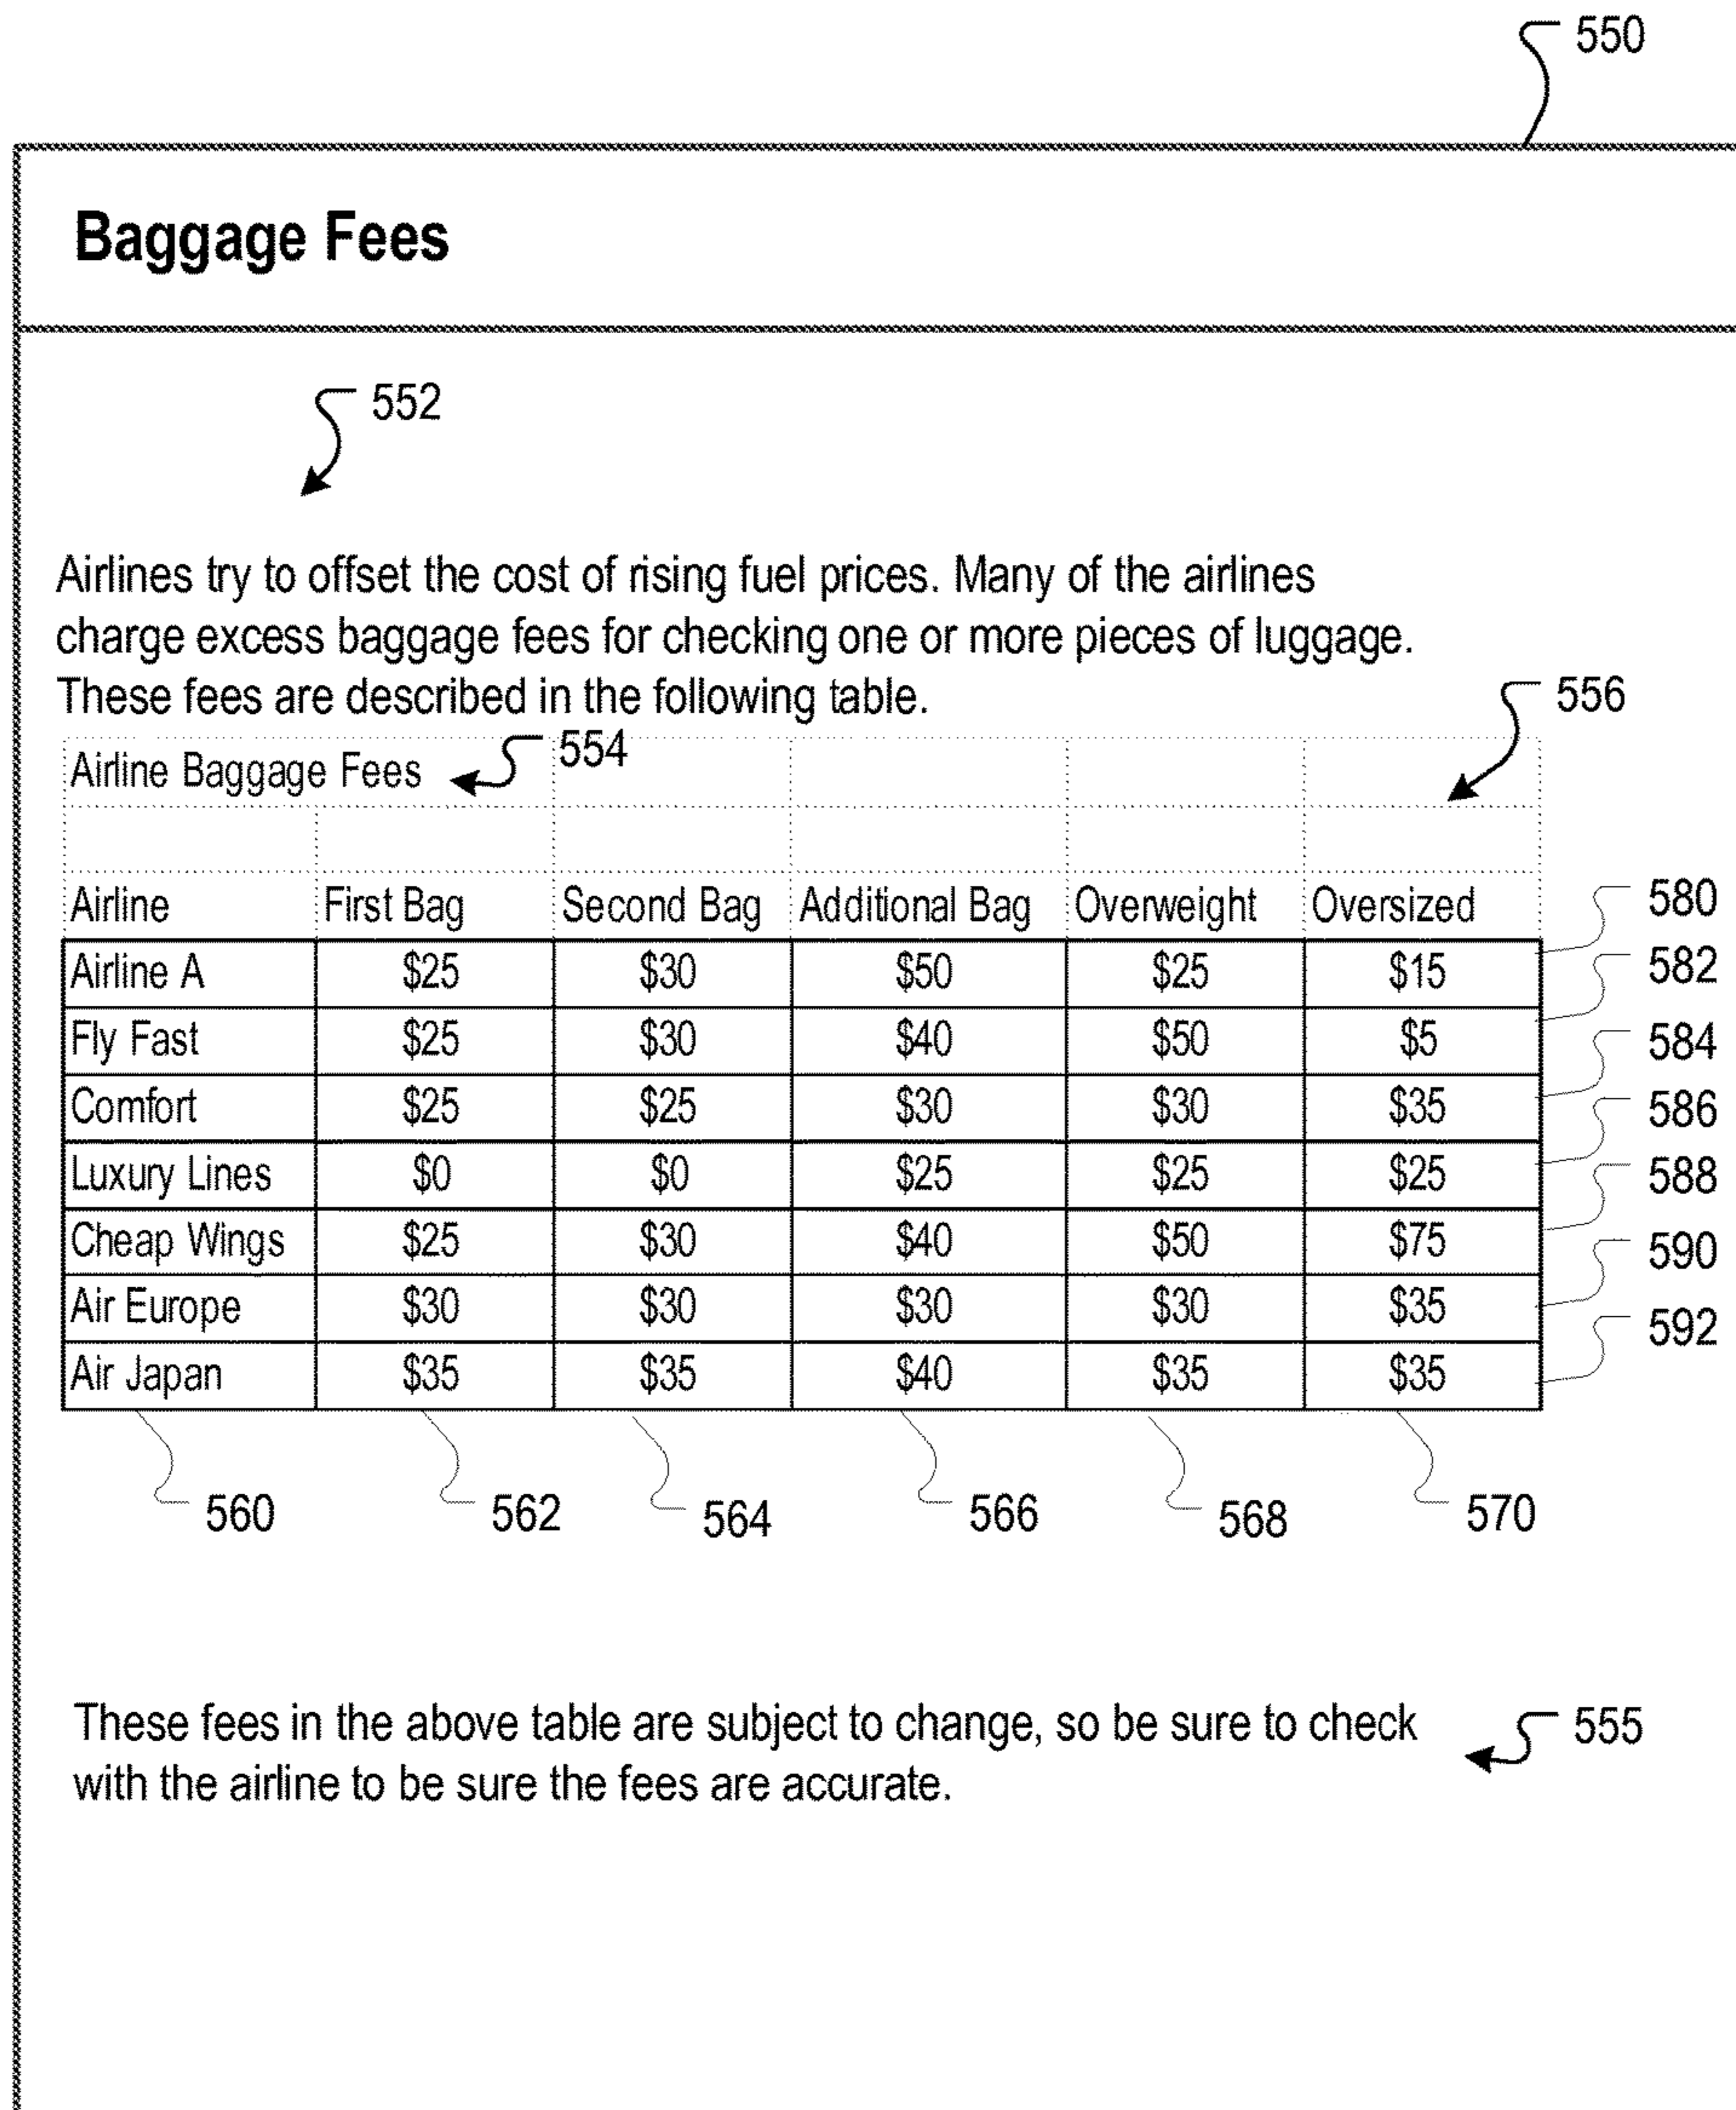 550
Baggage Fees
552
Airlines try to offset the cost of rising fuel prices. Many of the airlines
charge excess baggage fees for checking one or more pieces of luggage.
These fees are described in the following table.
556
Airline Baggage Fees 554
Airline First Bag Second Bag Additional Bag Overweight Oversized 580
Airline A $25 $30 $50 $25 $15 582
Fly Fast $25 $30 $40 $50 $5 584
Comfort $25 $25 $30 $30 $35 586
Luxury Lines $0 $0 $25 $25 $25 588
Cheap Wings $25 $30 $40 $50 $75 590
Air Europe $30 $30 $30 $30 $35 592
Air Japan $35 $35 $40 $35 $35
560 562 564 566 568 570
These fees in the above table are subject to change, so be sure to check
with the airline to be sure the fees are accurate.
555